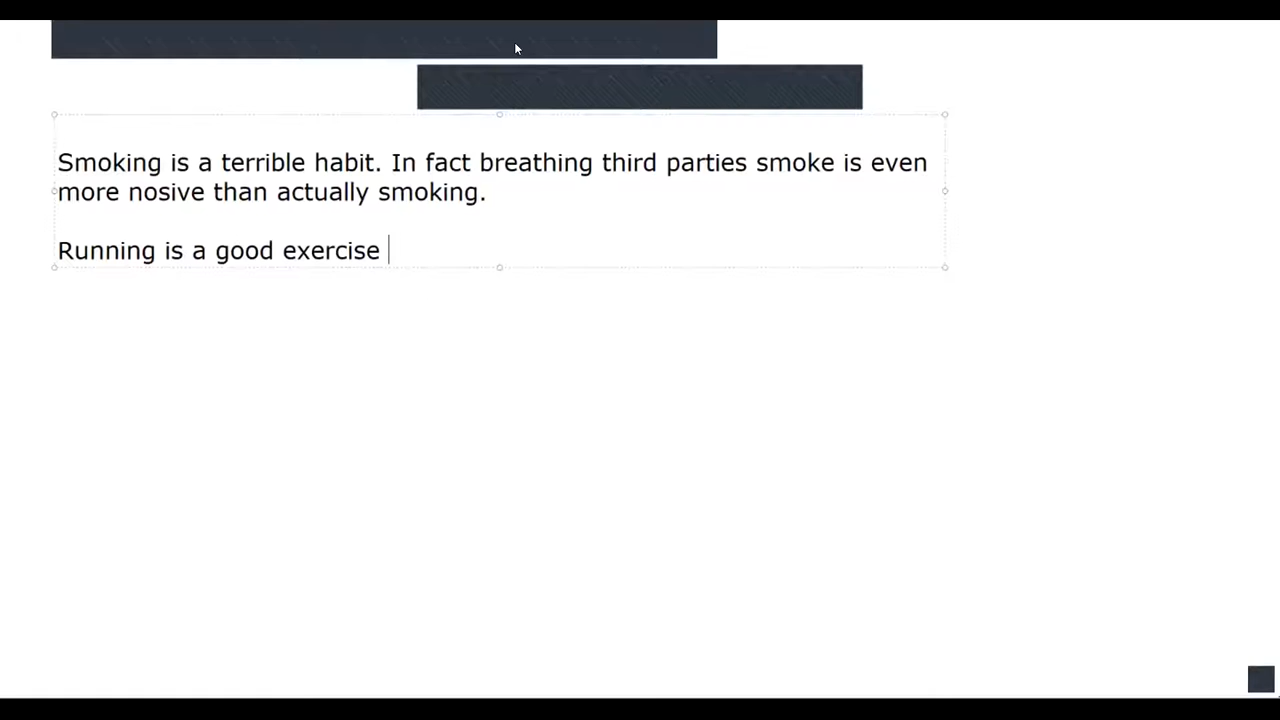 Smoking is a terrible habit. In fact breathing third parties smoke is even
more nosive than actually smoking.
Running is a good exercise